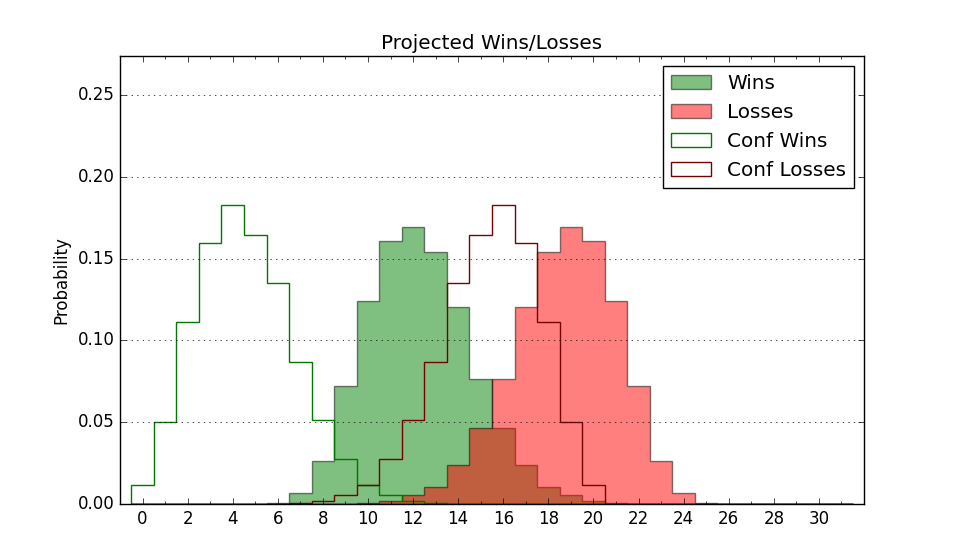 Projected Wins/Losses
Wins
Losses
Conf Wins
Conf Losses
Probability
0.25
0.20
0.15
0.10
0.05
0.00
0 2 4 6 8 10 12 14 16 18 20 22 24 26 28 30